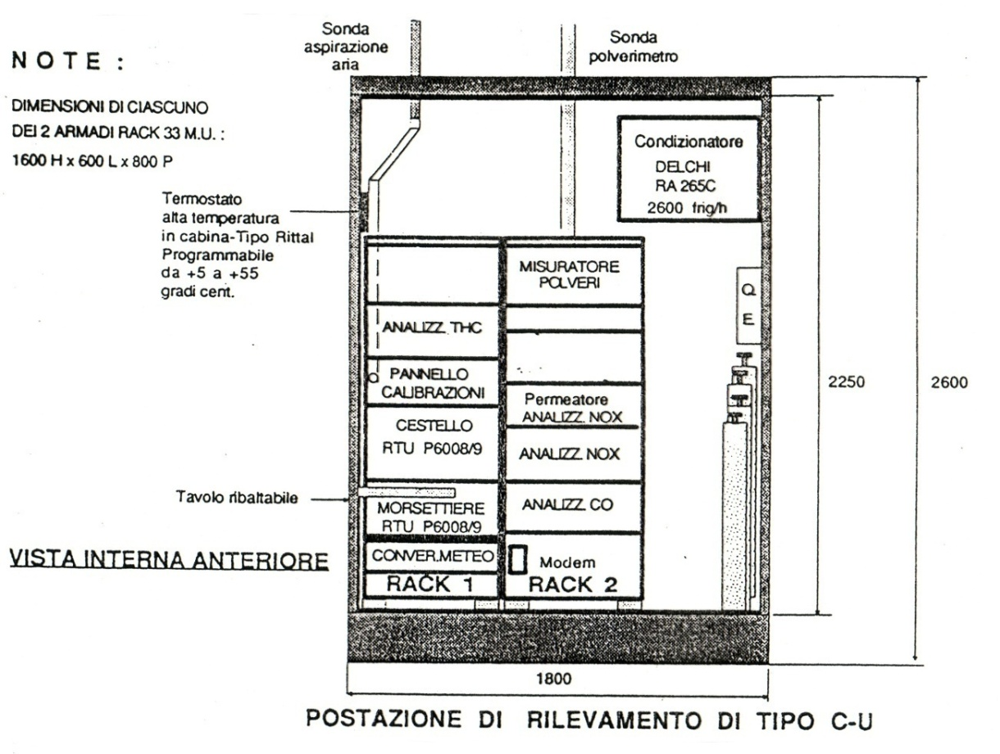 Sonda
aspirazione
aria
Sonda
polverimetro
NOTE :
DIMENSIONI DI CIASCUNO
DEI 2 ARMADI RACK 33 M.U. :
1600 H x 600 L x 800 P
Condizionatore
DELCHI
RA 265C
2600 frig/h
Termostato
alta temperatura
in cabina-Tipo Rittal
Programmabile
da +5 a +55
gradi cent.
MISURATORE
POLVERI
Q
E
ANALIZZ. THC
PANNELLO
CALIBRAZIONI
CESTELLO
RTU P6008/9
Permeatore
ANALIZZ. NOX
ANALIZZ. NOX
2250
2600
Tavolo ribaltabile
MORSETTIERE
RTU P6008/9
ANALIZZ. CO
VISTA INTERNA ANTERIORE
CONVER.METEO
RACK 1
Modem
RACK 2
1800
POSTAZIONE DI RILEVAMENTO DI TIPO C-U